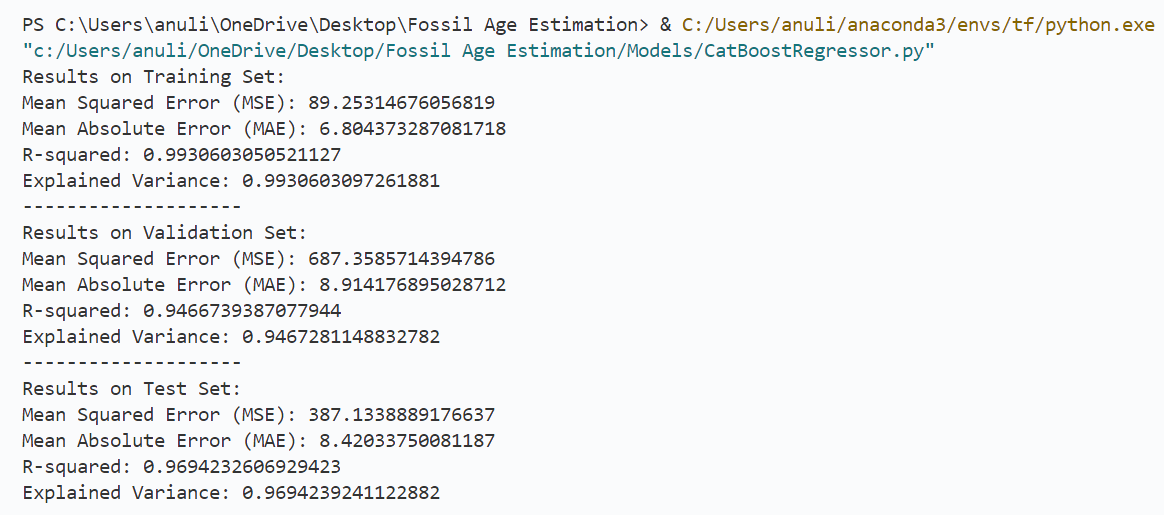 PS C:\Users\anuli\OneDrive\Desktop\Fossil Age Estimation> & C:/Users/anuli/anaconda3/envs/tf/python.exe
"c:/Users/anuli/OneDrive/Desktop/Fossil Age Estimation/Models/CatBoostRegressor.py"
Results on Training Set:
Mean Squared Error (MSE): 89.25314676056819
Mean Absolute Error (MAE): 6.804373287081718
R-squared: 0.9930603050521127
Explained Variance: 0.9930603097261881
--------------------
Results on Validation Set:
Mean Squared Error (MSE): 687.3585714394786
Mean Absolute Error (MAE): 8.914176895028712
R-squared: 0.9466739387077944
Explained Variance: 0.9467281148832782
--------------------
Results on Test Set:
Mean Squared Error (MSE): 387.1338889176637
Mean Absolute Error (MAE): 8.42033750081187
R-squared: 0.9694232606929423
Explained Variance: 0.9694239241122882